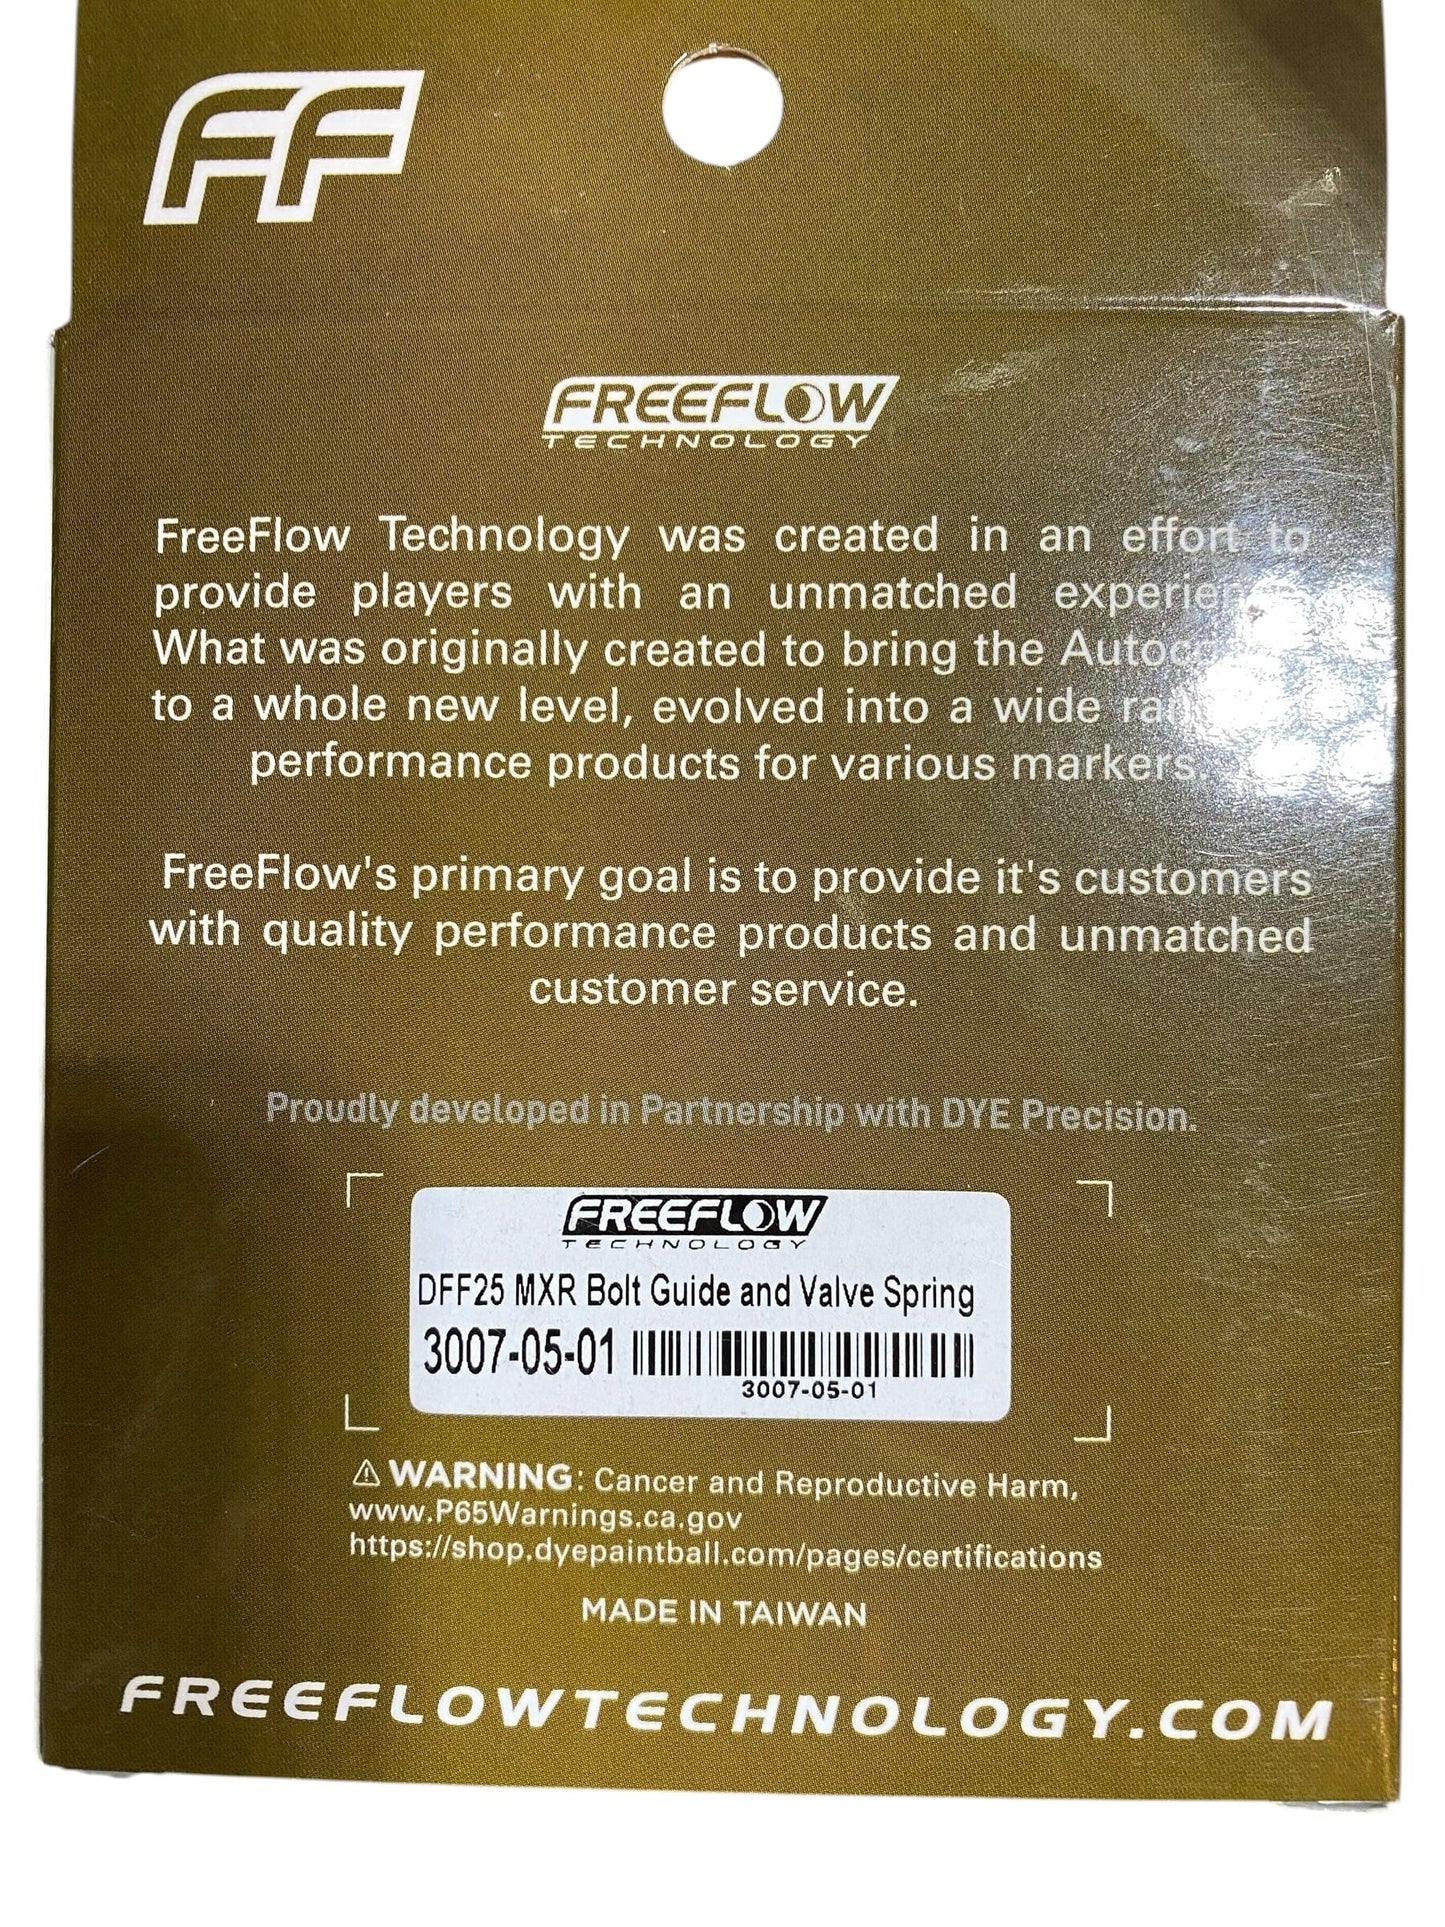 FF
FREEFLOW
TECHNOLOGY
FreeFlow Technology was created in an effort to
provide players with an unmatched
What was originally created to bring the
to a whole new level, evolved into a wide
performance products for various markers.
FreeFlow's primary goal is to provide it's customers
with quality performance products and unmatched
customer service.
Proudly developed in Partnership with DYE Precision.
FREEFLOW
TECHNOLOGY
DFF25 MXR Bolt Guide and Valve Spring
3007-05-01
3007-05-01
⚠ WARNING: Cancer and Reproductive Harm,
www.P65Warnings.ca.gov
https://shop.dyepaintball.com/pages/certifications
MADE IN TAIWAN
FREEFLOWTECHNOLOGY.COM